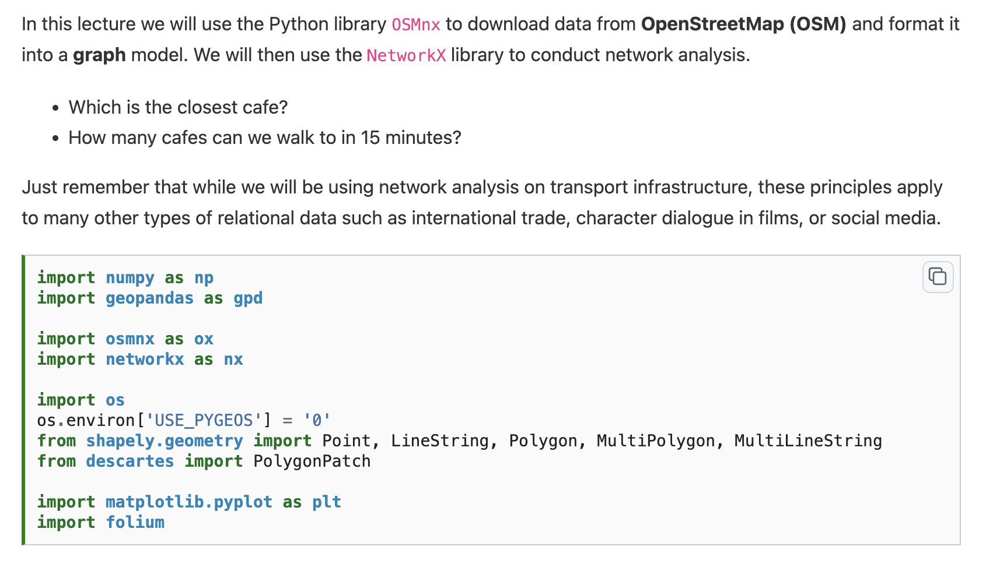 In this lecture we will use the Python library OSMnx to download data from OpenStreetMap (OSM) and format it
into a graph model. We will then use the NetworkX library to conduct network analysis.
• Which is the closest cafe?
• How many cafes can we walk to in 15 minutes?
Just remember that while we will be using network analysis on transport infrastructure, these principles apply
to many other types of relational data such as international trade, character dialogue in films, or social media.
import numpy as np
import geopandas as gpd
import osmnx as ox
import networkx as nx
import os
os.environ['USE_PYGEOS'] = '0'
from shapely.geometry import Point, LineString, Polygon, MultiPolygon, MultiLineString
from descartes import PolygonPatch
import matplotlib.pyplot as plt
import folium